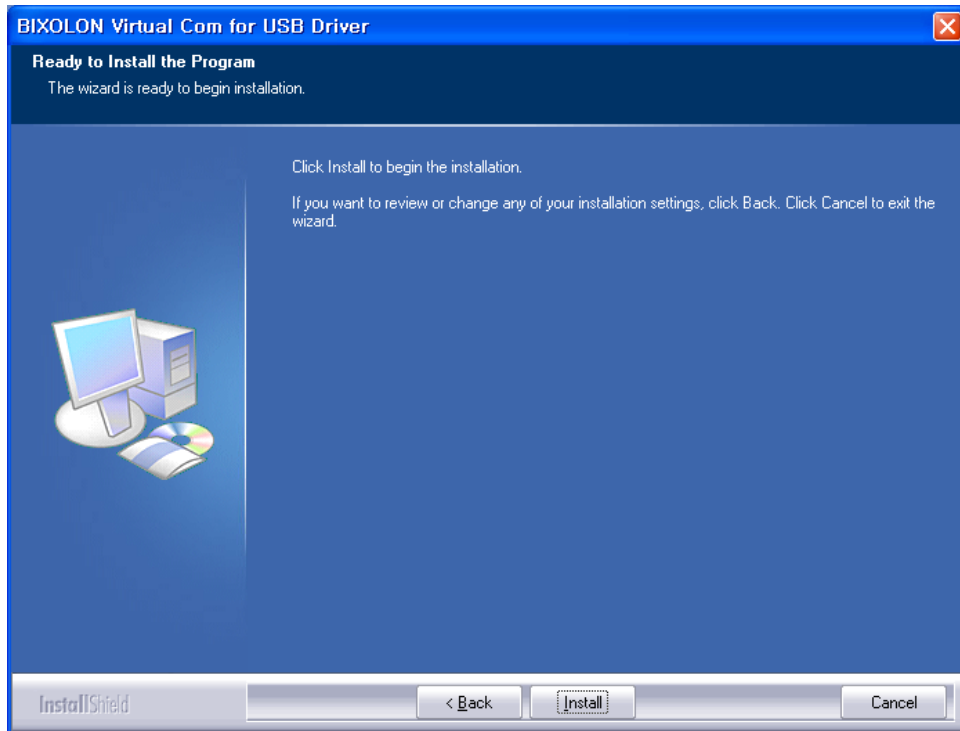 BIXOLON Virtual Com for USB Driver
Ready to Install the Program
The wizard is ready to begin installation.
Click Install to begin the installation.
If you want to review or change any of your installation settings, click Back. Click Cancel to exit the
wizard.
InstallShield
< Back
Install
Cancel